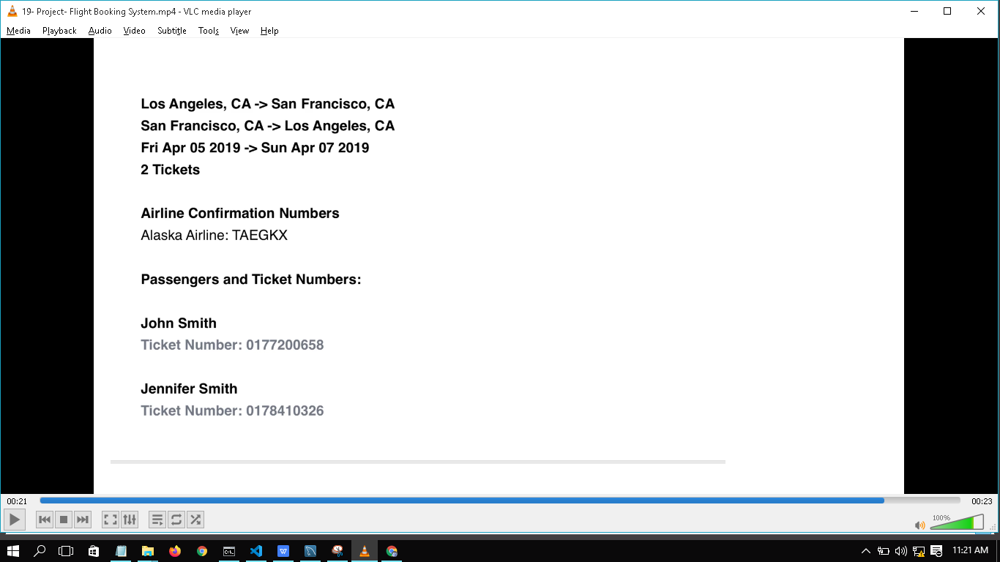 19- Project- Flight Booking System.mp4 - VLC media player
Media Playback Audio Video Subtitle Tools View Help
Los Angeles, CA -> San Francisco, CA
San Francisco, CA -> Los Angeles, CA
Fri Apr 05 2019 -> Sun Apr 07 2019
2 Tickets
Airline Confirmation Numbers
Alaska Airline: TAEGKX
Passengers and Ticket Numbers:
John Smith
Ticket Number: 0177200658
Jennifer Smith
Ticket Number: 0178410326
00:21 00:23
100%
C:\.
W
11:21 AM